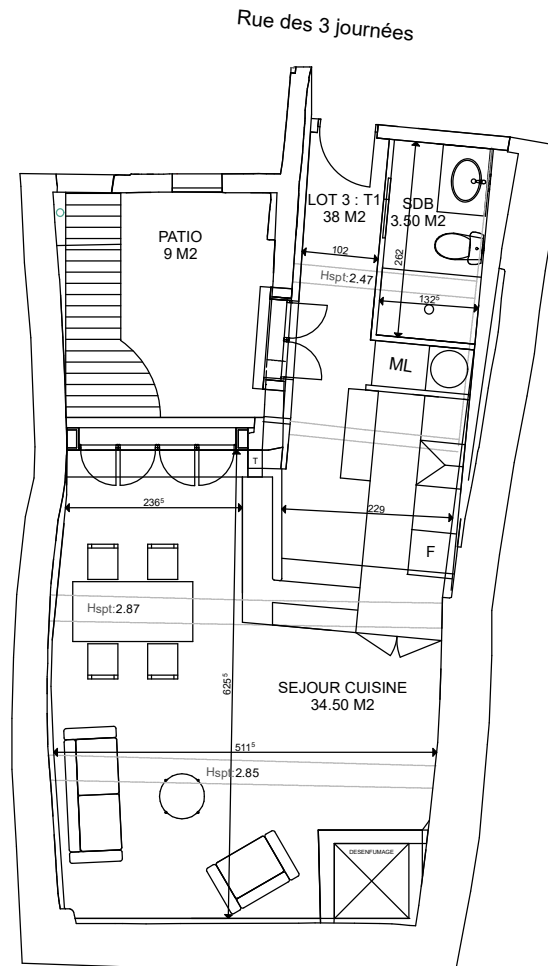 Rue des 3 journées
LOT 3 : T1
38 M2
SDB
3.50 M2
PATIO
9 M2
102
262
Hspt:2.47
132⁵
ML
T
236⁵
229
F
Hspt:2.87
625⁵
SEJOUR CUISINE
34.50 M2
511⁵
Hspt:2.85
DESENFUMAGE